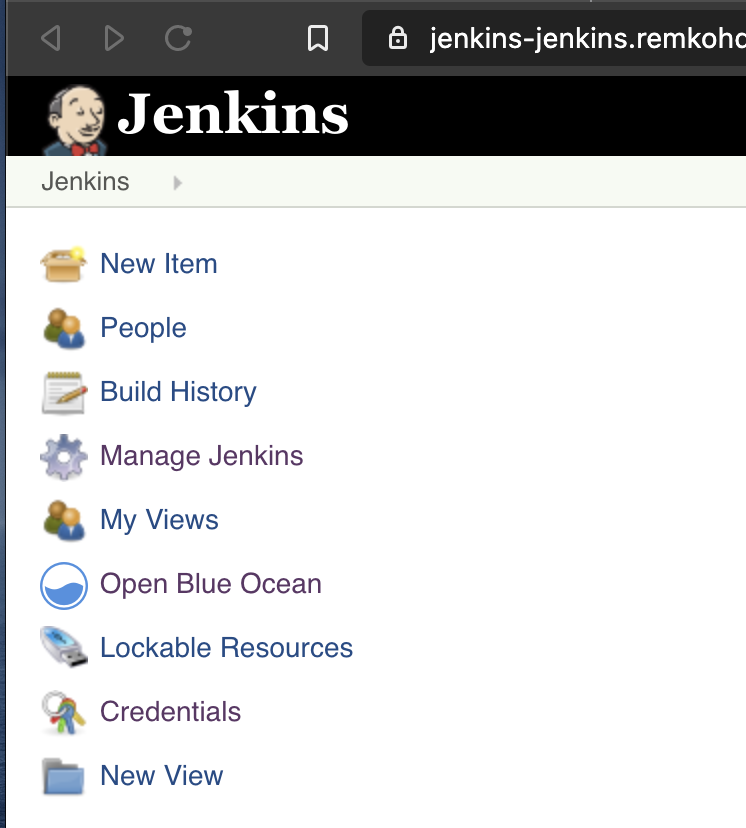 jenkins-jenkins.remkohd
Jenkins
Jenkins
New Item
People
Build History
Manage Jenkins
My Views
Open Blue Ocean
Lockable Resources
Credentials
New View